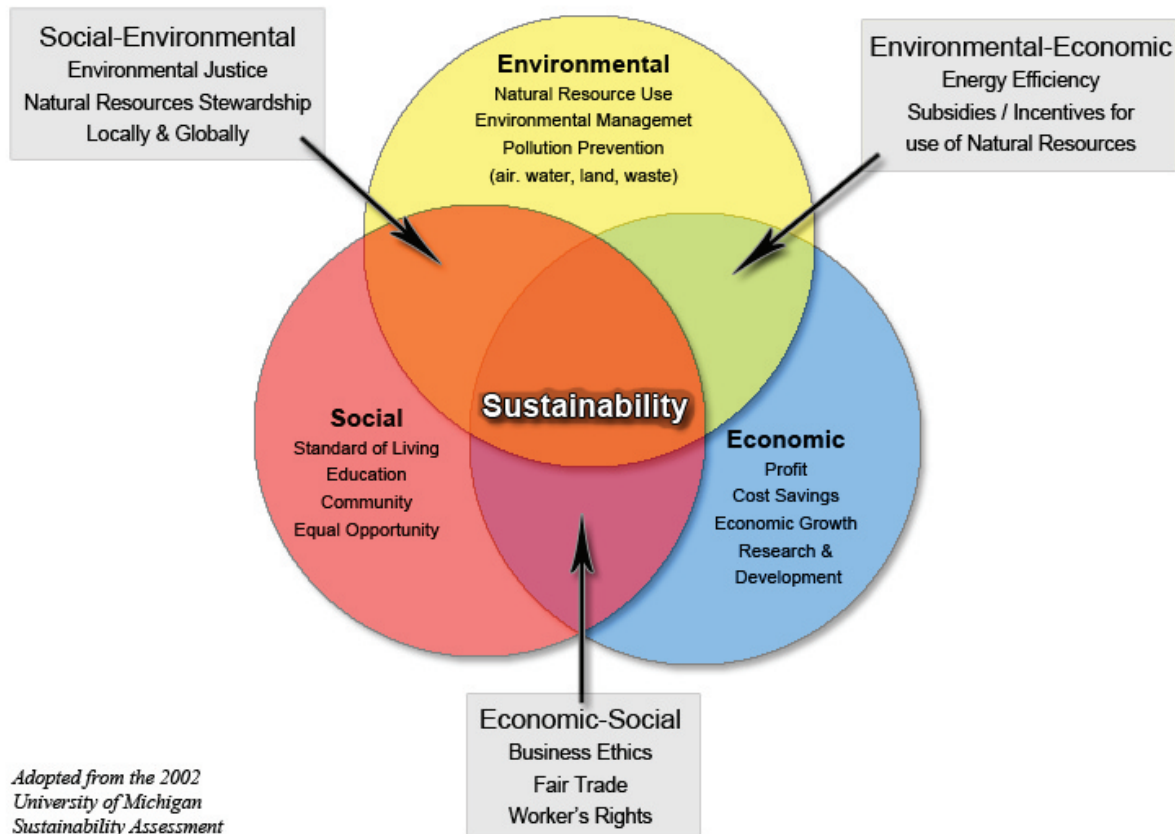 Social-Environmental
Environmental Justice
Natural Resources Stewardship
Locally & Globally
Environmental
Natural Resource Use
Environmental Managemet
Pollution Prevention
(air. water, land, waste)
Environmental-Economic
Energy Efficiency
Subsidies / Incentives for
use of Natural Resources
Sustainability
Social
Standard of Living
Education
Community
Equal Opportunity
Economic
Profit
Cost Savings
Economic Growth
Research &
Development
Economic-Social
Business Ethics
Fair Trade
Worker's Rights
Adopted from the 2002
University of Michigan
Sustainability Assessment